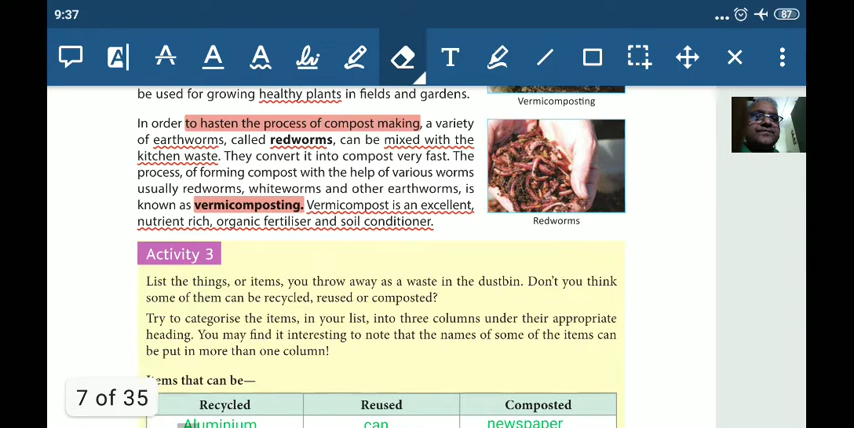 9:37
87
T
be used for growing healthy plants in fields and gardens.
Vermicomposting
In order to hasten the process of compost making, a variety
of earthworms, called redworms, can be mixed with the
kitchen waste. They convert it into compost very fast. The
process, of forming compost with the help of various worms
usually redworms, whiteworms and other earthworms, is
known as vermicomposting. Vermicompost is an excellent,
nutrient rich, organic fertiliser and soil conditioner.
Redworms
Activity 3
List the things, or items, you throw away as a waste in the dustbin. Don't you think
some of them can be recycled, reused or composted?
Try to categorise the items, in your list, into three columns under their appropriate
heading. You may find it interesting to note that the names of some of the items can
be put in more than one column!
Items that can be—
7 of 35
Recycled Reused Composted
Aluminium can newspaper